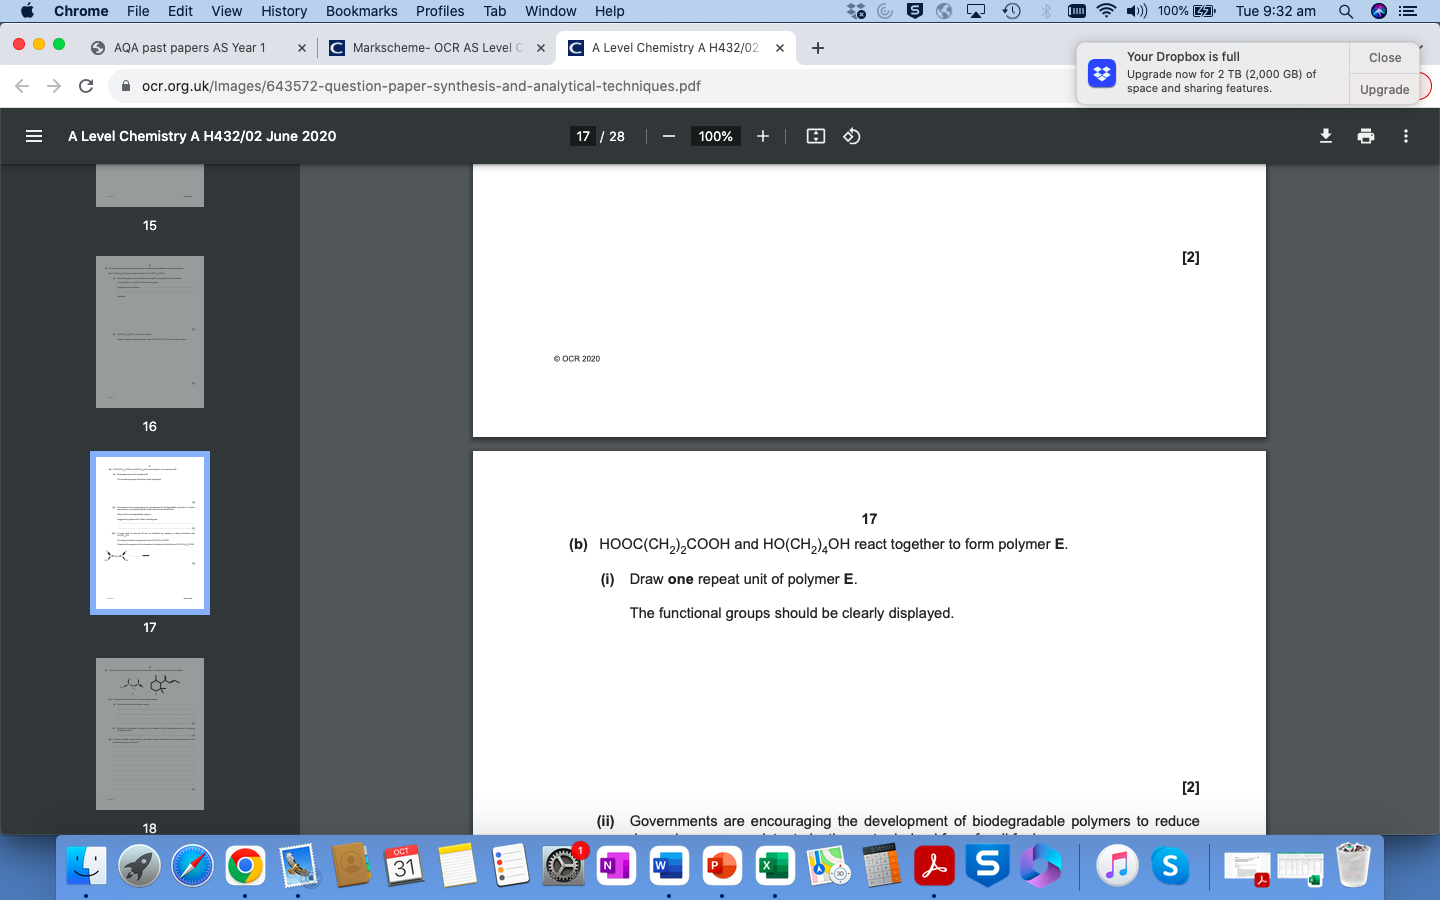 Chrome File Edit View History Bookmarks Profiles Tab Window Help 100% Tue 9:32 am
AQA past papers AS Year 1
Markscheme- OCR AS Level C
A Level Chemistry A H432/02
ocr.org.uk/Images/643572-question-paper-synthesis-and-analytical-techniques.pdf
Your Dropbox is full
Upgrade now for 2 TB (2,000 GB) of
space and sharing features.
Close
Upgrade
A Level Chemistry A H432/02 June 2020
17 / 28
100%
15
16
17
18
[2]
© OCR 2020
17
(b) HOOC(CH₂)₂COOH and HO(CH₂)₄OH react together to form polymer E.
(i) Draw one repeat unit of polymer E.
The functional groups should be clearly displayed.
[2]
(ii) Governments are encouraging the development of biodegradable polymers to reduce
OCT
31
1
N
W
P
X
S
S